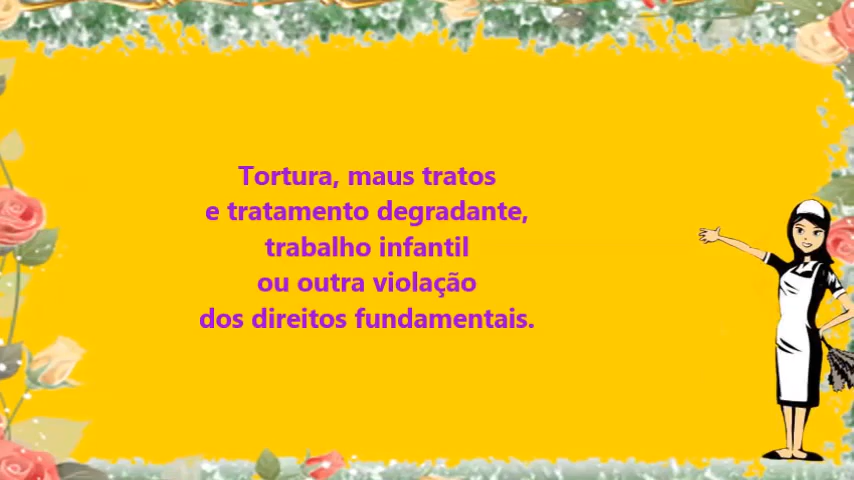 Tortura, maus tratos
e tratamento degradante,
trabalho infantil
ou outra violação
dos direitos fundamentais.